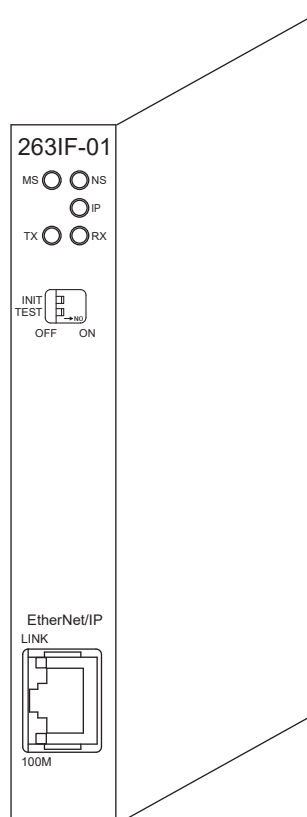 263IF-01
MS NS
IP
TX RX
INIT
TEST
→NO
OFF ON
EtherNet/IP
LINK
100M